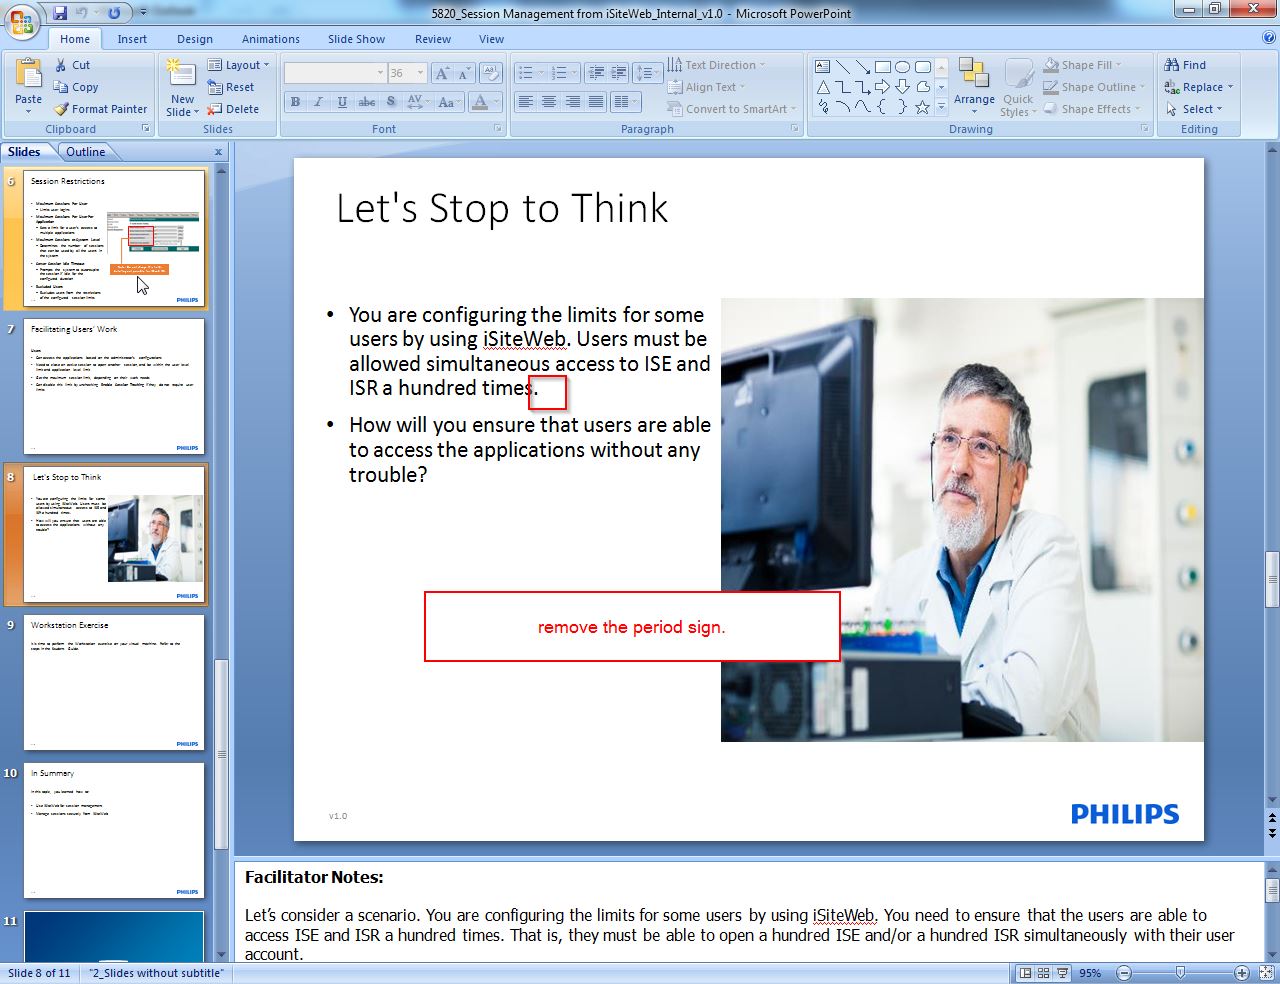 5820_Session Management from iSiteWeb_Internal_v1.0 - Microsoft PowerPoint
Home Insert Design Animations Slide Show Review View
Paste
Cut
Copy
Format Painter
Clipboard
New Slide
Layout
Reset
Delete
Slides
36
B I U abc S AV Aa A
Font
Text Direction
Align Text
Convert to SmartArt
Paragraph
Arrange
Quick Styles
Shape Fill
Shape Outline
Shape Effects
Drawing
Find
Replace
Select
Editing
Slides Outline x
6
Session Restrictions
PHILIPS
7
Facilitating Users' Work
PHILIPS
8
Let's Stop to Think
PHILIPS
9
Workstation Exercise
PHILIPS
10
In Summary
PHILIPS
11
Let's Stop to Think
• You are configuring the limits for some
users by using iSiteWeb. Users must be
allowed simultaneous access to ISE and
ISR a hundred times.
• How will you ensure that users are able
to access the applications without any
trouble?
remove the period sign.
v1.0
PHILIPS
Facilitator Notes:
Let's consider a scenario. You are configuring the limits for some users by using iSiteWeb. You need to ensure that the users are able to
access ISE and ISR a hundred times. That is, they must be able to open a hundred ISE and/or a hundred ISR simultaneously with their user
account.
Slide 8 of 11 "2_Slides without subtitle" 95%